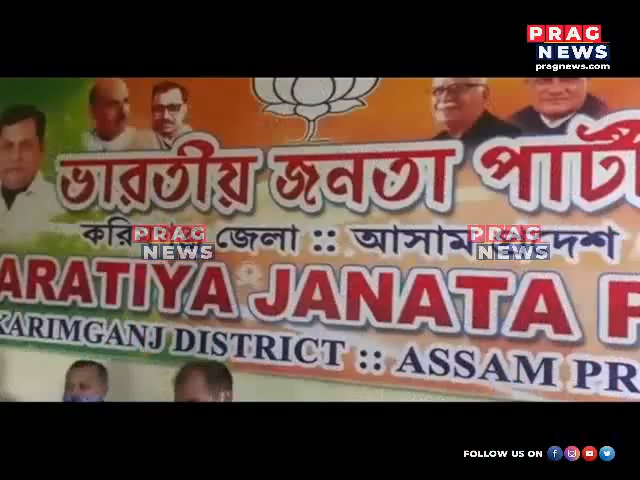 PRAG
NEWS
pragnews.com
ভারতীয় জনতা পার্টি
জেলা :: আসাম
PRAG
NEWS
PRAG
NEWS
ARATIYA JANATA P
KARIMGANJ DISTRICT :: ASSAM PR
FOLLOW US ON